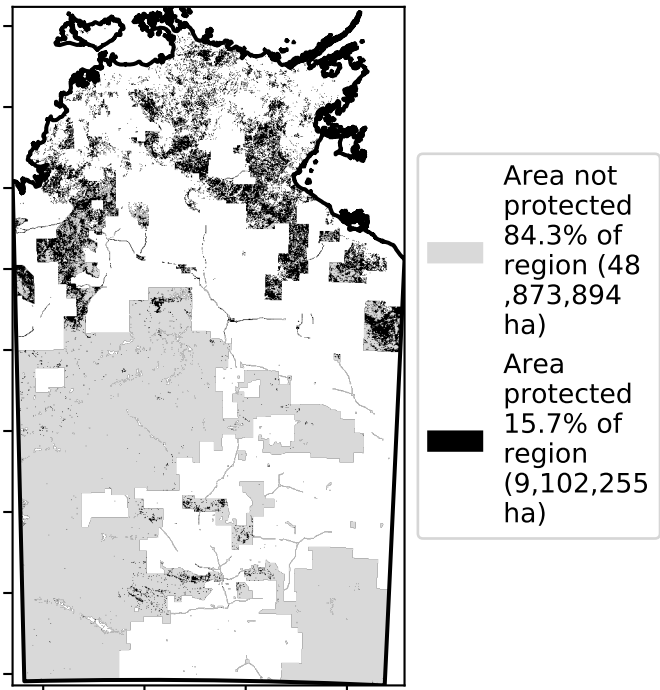 Area not
protected
84.3% of
region (48
,873,894
ha)
Area
protected
15.7% of
region
(9,102,255
ha)